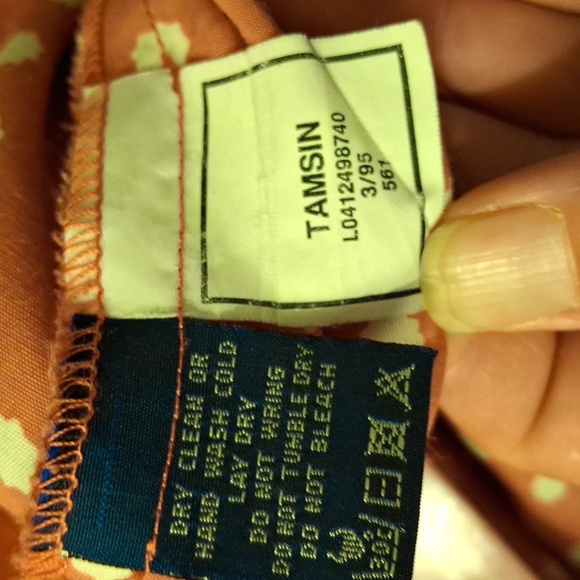 TAMSIN
L0412498740
3/95
561
DRY CLEAN OR
HAND WASH COLD
LAY DRY
DO NOT WRING
DO NOT TUMBLE DRY
DO NOT BLEACH
30°